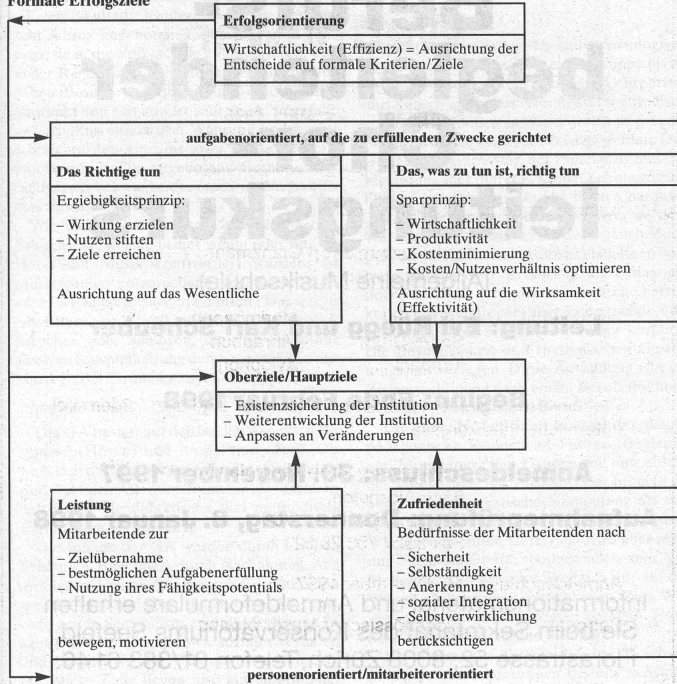 Formale Erfolgsziele
Erfolgsorientierung
Wirtschaftlichkeit (Effizienz) = Ausrichtung der
Entscheide auf formale Kriterien/Ziele
aufgabenorientiert, auf die zu erfüllenden Zwecke gerichtet
Das Richtige tun
Ergiebigkeitsprinzip:
– Wirkung erzielen
– Nutzen stiften
– Ziele erreichen
Ausrichtung auf das Wesentliche
Das, was zu tun ist, richtig tun
Sparprinzip:
– Wirtschaftlichkeit
– Produktivität
– Kostenminimierung
– Kosten/Nutzenverhältnis optimieren
Ausrichtung auf die Wirksamkeit
(Effektivität)
Oberziele/Hauptziele
– Existenzsicherung der Institution
– Weiterentwicklung der Institution
– Anpassen an Veränderungen
Leistung
Mitarbeitende zur
– Zielübernahme
– bestmöglichen Aufgabenerfüllung
– Nutzung ihres Fähigkeitspotentials
bewegen, motivieren
Zufriedenheit
Bedürfnisse der Mitarbeitenden nach
– Sicherheit
– Selbständigkeit
– Anerkennung
– sozialer Integration
– Selbstverwirklichung
berücksichtigen
personenorientiert/mitarbeiterorientiert